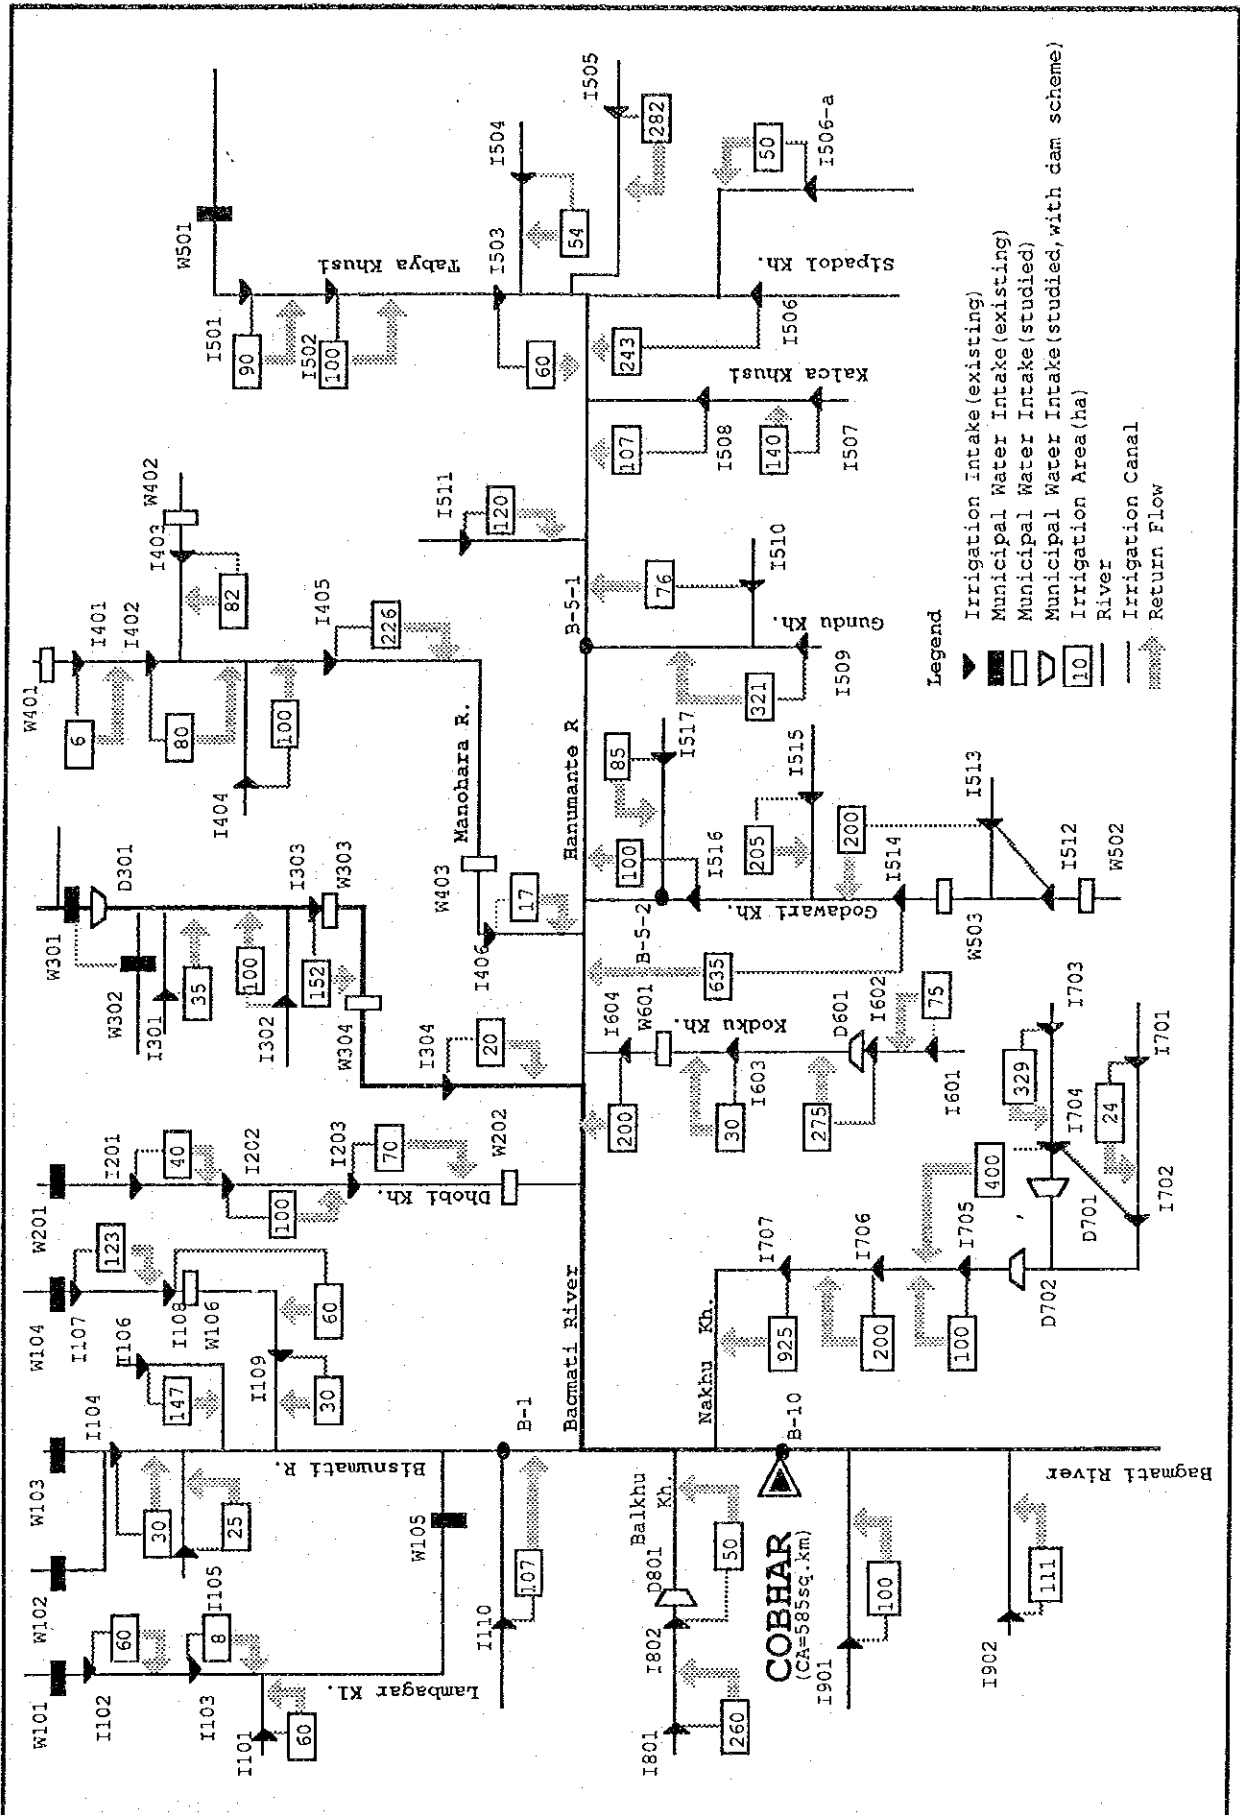 W101
W102
W103
W104
W201
I102
60
I103
8
I101
60
Lambagar Kl.
I104
30
I105
25
I106
147
Bisnumati R.
W105
I107
123
I108
W106
60
I109
30
B-1
I110
107
I201
40
I202
100
I203
70
Dhobi Kh.
W202
Bagmati River
W301
D301
W302
I301
35
100
I302
I303
152
W303
W304
I304
20
W401
I401
6
I402
80
I403
W402
82
I404
100
I405
226
Manohara R.
W403
I406
17
Hanumante R
I511
120
B-5-1
W501
I501
90
I502
100
Tabya Khusi
I503
60
I504
54
I505
282
50
I506-a
Sipadol Kh.
I506
243
Kalca Khusi
107
I508
140
I507
76
I510
Gundu Kh.
321
I509
85
I517
100
I516
B-5-2
205
I515
200
I514
Godawari Kh.
635
I513
I512
W503
W502
I604
W601
200
Kodku Kh.
30
I603
D601
I602
275
75
I601
I703
329
I704
I701
24
400
D701
I702
I707
I706
I705
925
200
100
D702
Nakhu Kh.
B-10
Balkhu Kh.
D801
I802
50
I801
260
COBHAR
(CA=585sq.km)
I901
100
I902
111
Bagmati River
Legend
Irrigation Intake(existing)
Municipal Water Intake(existing)
Municipal Water Intake(studied)
Municipal Water Intake(studied,with dam scheme)
10
Irrigation Area(ha)
River
Irrigation Canal
Return Flow